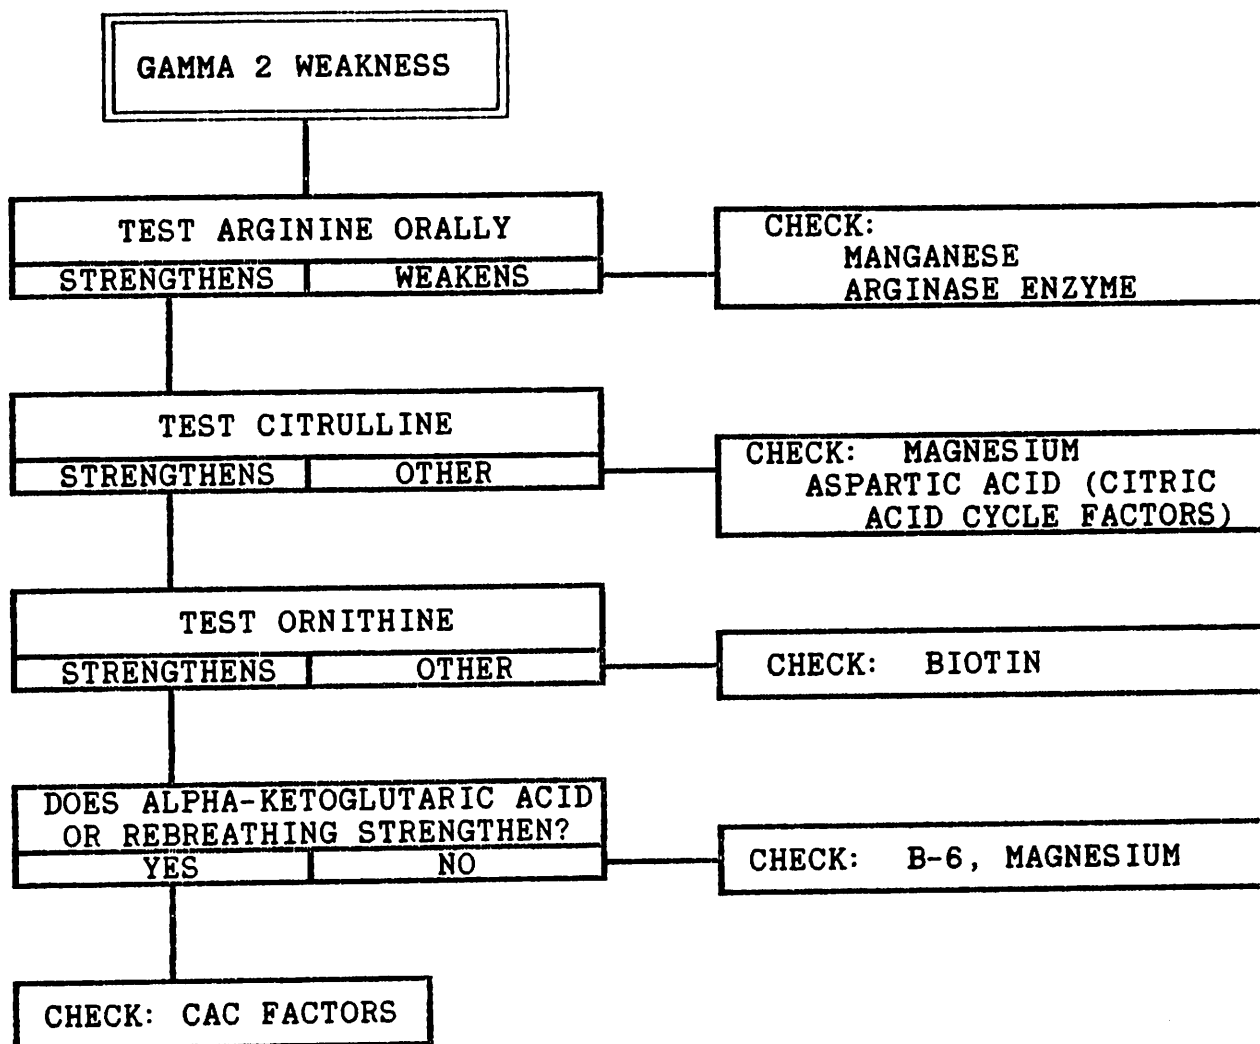 GAMMA 2 WEAKNESS
TEST ARGININE ORALLY
STRENGTHENS WEAKENS
CHECK:
MANGANESE
ARGINASE ENZYME
TEST CITRULLINE
STRENGTHENS OTHER
CHECK: MAGNESIUM
ASPARTIC ACID (CITRIC
ACID CYCLE FACTORS)
TEST ORNITHINE
STRENGTHENS OTHER
CHECK: BIOTIN
DOES ALPHA-KETOGLUTARIC ACID
OR REBREATHING STRENGTHEN?
YES NO
CHECK: B-6, MAGNESIUM
CHECK: CAC FACTORS